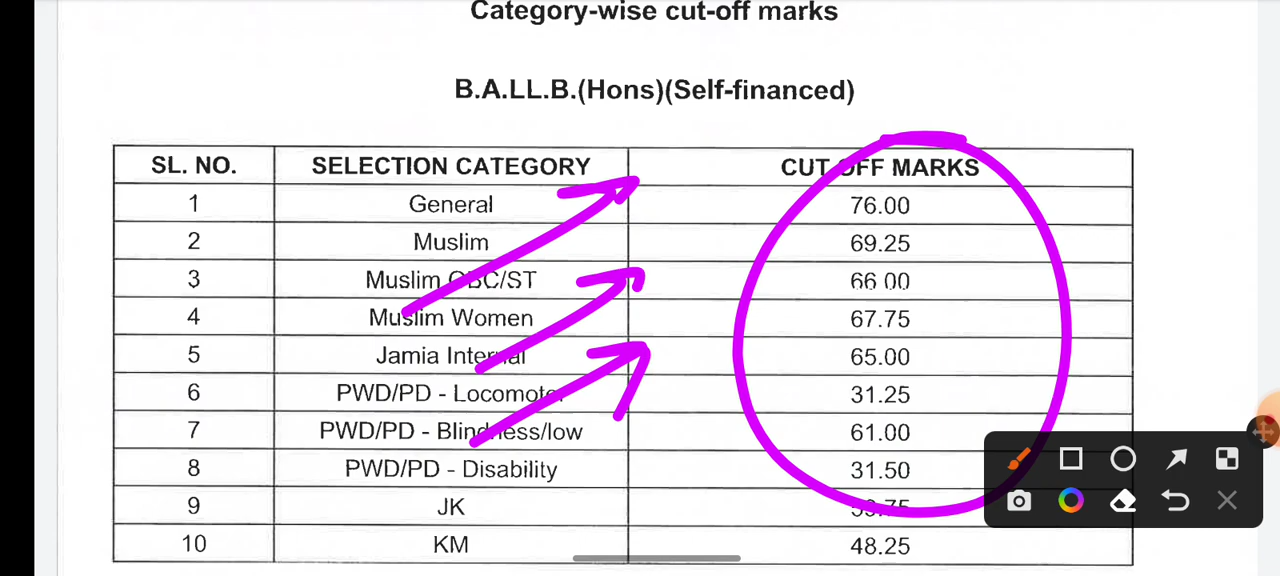 Category-wise cut-off marks
B.A.LL.B.(Hons)(Self-financed)
SL. NO. SELECTION CATEGORY CUT OFF MARKS
1 General 76.00
2 Muslim 69.25
3 Muslim OBC/ST 66 00
4 Muslim Women 67.75
5 Jamia Internal 65.00
6 PWD/PD - Locomotor 31.25
7 PWD/PD - Blindness/low 61.00
8 PWD/PD - Disability 31.50
9 JK
10 KM 48.25